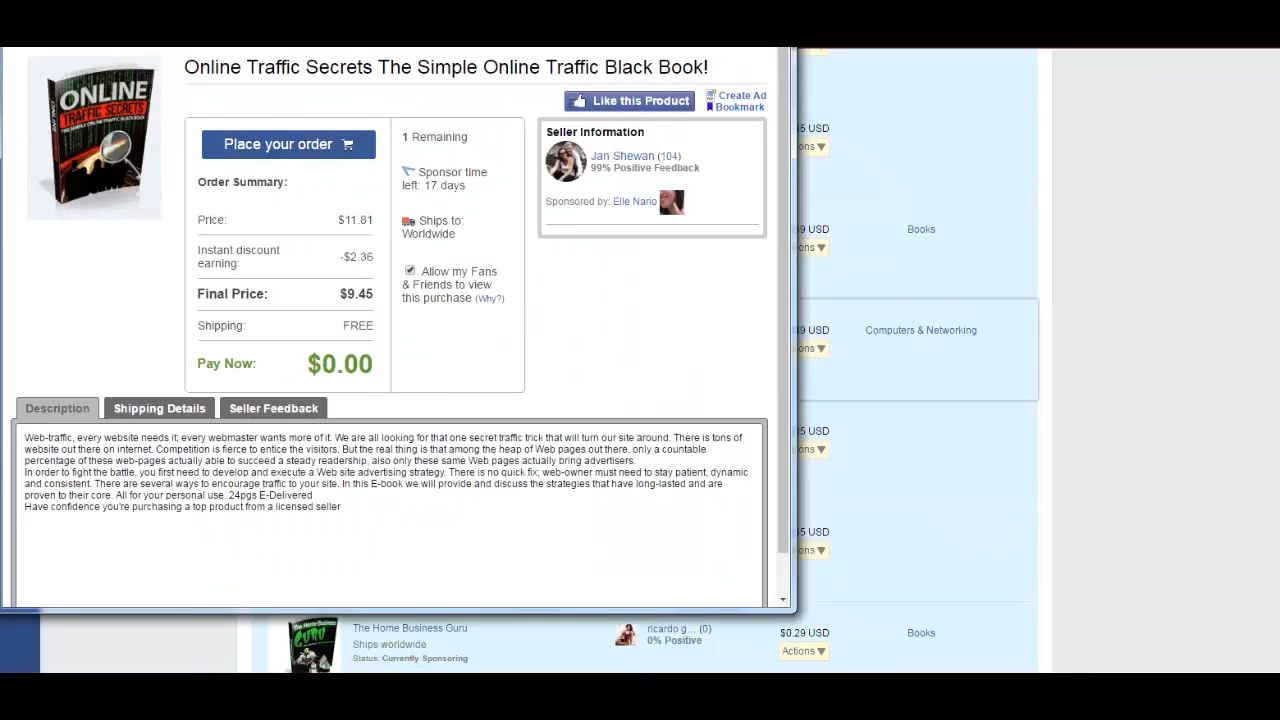 Online Traffic Secrets The Simple Online Traffic Black Book!
ONLINE
TRAFFIC SECRETS
THE SIMPLE ONLINE TRAFFIC BLACK BOOK
Like this Product
Create Ad
Bookmark
Place your order
Order Summary:
Price: $11.81
Instant discount
earning: -$2.36
Final Price: $9.45
Shipping: FREE
Pay Now: $0.00
1 Remaining
Sponsor time
left: 17 days
Ships to:
Worldwide
Allow my Fans
& Friends to view
this purchase (Why?)
Seller Information
Jan Shewan (104)
99% Positive Feedback
Sponsored by: Elle Nario
Description
Shipping Details
Seller Feedback
Web-traffic, every website needs it; every webmaster wants more of it. We are all looking for that one secret traffic trick that will turn our site around. There is tons of
website out there on internet. Competition is fierce to entice the visitors. But the real thing is that among the heap of Web pages out there, only a countable
percentage of these web-pages actually able to succeed a steady readership, also only these same Web pages actually bring advertisers.
In order to fight the battle, you first need to develop and execute a Web site advertising strategy. There is no quick fix; web-owner must need to stay patient, dynamic
and consistent. There are several ways to encourage traffic to your site. In this E-book we will provide and discuss the strategies that have long-lasted and are
proven to their core. All for your personal use. 24pgs E-Delivered
Have confidence you're purchasing a top product from a licensed seller
5 USD
ons ▼
9 USD
Books
ons ▼
9 USD
Computers & Networking
ons ▼
5 USD
ons ▼
5 USD
ons ▼
The Home Business Guru
Ships worldwide
Status: Currently Sponsoring
GURU
ricardo g... (0)
0% Positive
$0.29 USD
Actions ▼
Books